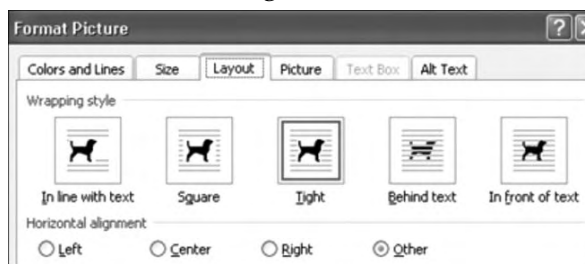 Format Picture
Colors and Lines Size Layout Picture Text Box Alt Text
Wrapping style
In line with text Square Tight Behind text In front of text
Horizontal alignment
Left Center Right Other